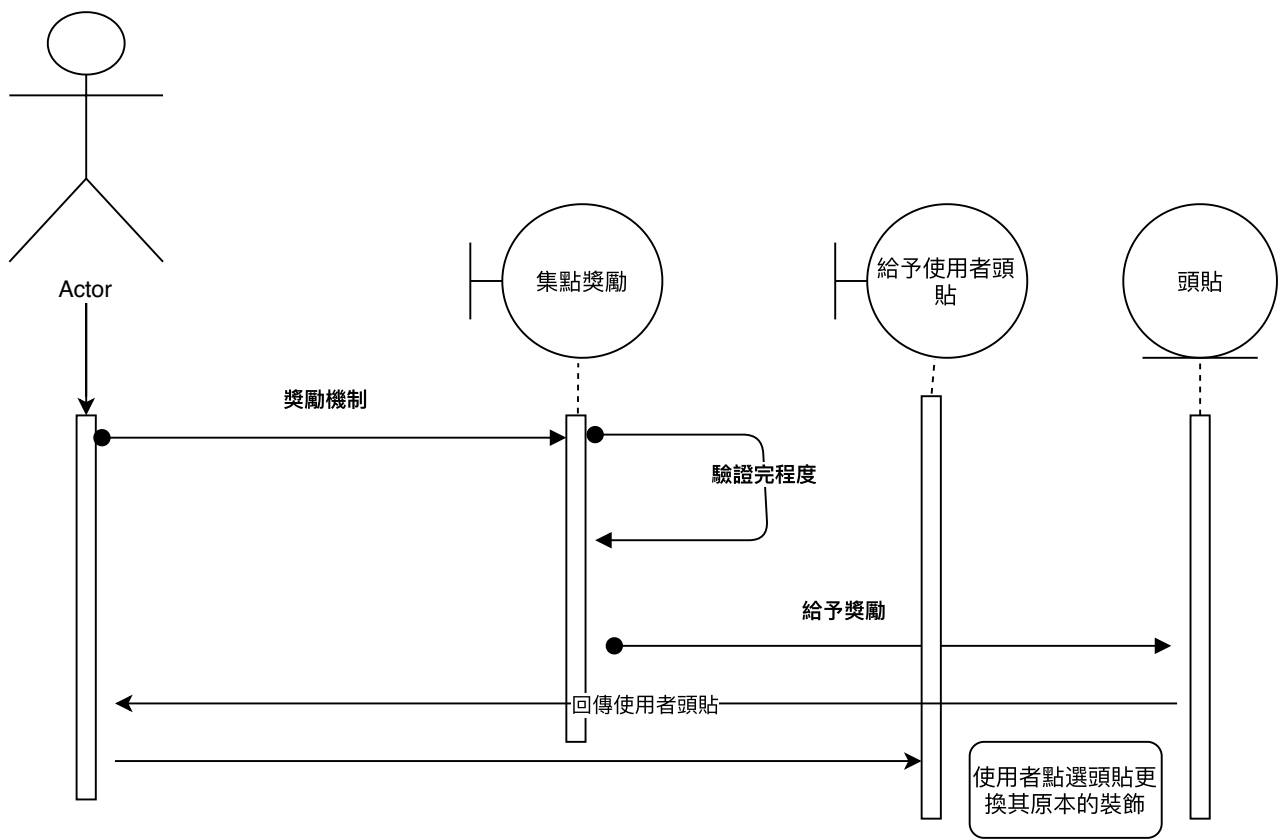 Actor
集點獎勵
給予使用者頭
貼
頭貼
獎勵機制
驗證完程度
給予獎勵
回傳使用者頭貼
使用者點選頭貼更
換其原本的裝飾